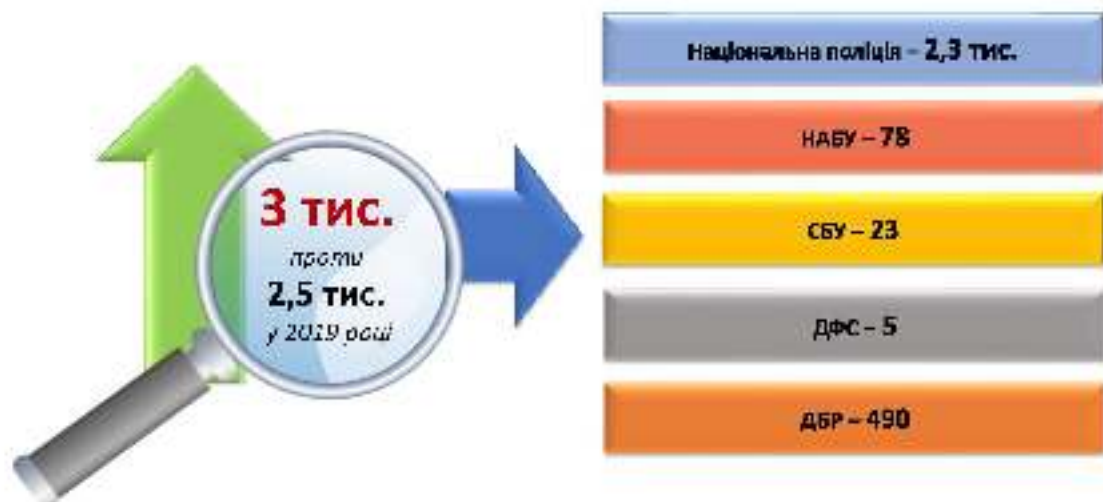 3 тис.
проти
2,5 тис.
у 2019 році
Національна поліція – 2,3 тис.
НАБУ – 78
СБУ – 23
ДФС – 5
ДБР – 490